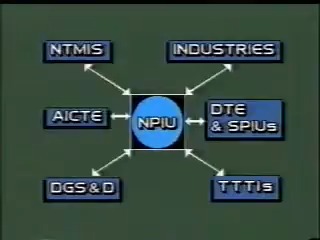 NTMIS
INDUSTRIES
AICTE
NPIU
DTE
& SPIUs
DGS&D
TTTIs